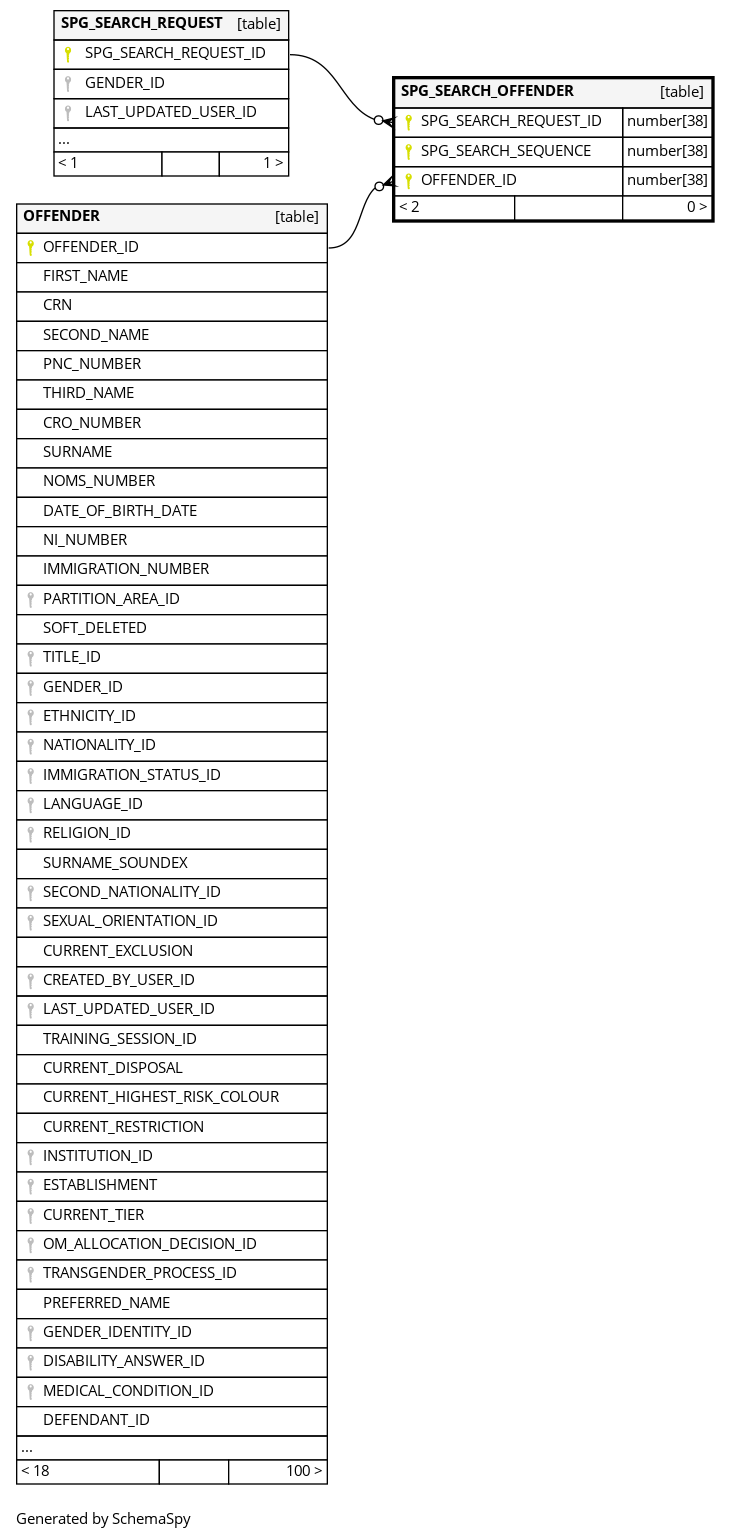 SPG_SEARCH_REQUEST [table]
SPG_SEARCH_REQUEST_ID
GENDER_ID
LAST_UPDATED_USER_ID
...
< 1 1 >
SPG_SEARCH_OFFENDER [table]
SPG_SEARCH_REQUEST_ID number[38]
SPG_SEARCH_SEQUENCE number[38]
OFFENDER_ID number[38]
< 2 0 >
OFFENDER [table]
OFFENDER_ID
FIRST_NAME
CRN
SECOND_NAME
PNC_NUMBER
THIRD_NAME
CRO_NUMBER
SURNAME
NOMS_NUMBER
DATE_OF_BIRTH_DATE
NI_NUMBER
IMMIGRATION_NUMBER
PARTITION_AREA_ID
SOFT_DELETED
TITLE_ID
GENDER_ID
ETHNICITY_ID
NATIONALITY_ID
IMMIGRATION_STATUS_ID
LANGUAGE_ID
RELIGION_ID
SURNAME_SOUNDEX
SECOND_NATIONALITY_ID
SEXUAL_ORIENTATION_ID
CURRENT_EXCLUSION
CREATED_BY_USER_ID
LAST_UPDATED_USER_ID
TRAINING_SESSION_ID
CURRENT_DISPOSAL
CURRENT_HIGHEST_RISK_COLOUR
CURRENT_RESTRICTION
INSTITUTION_ID
ESTABLISHMENT
CURRENT_TIER
OM_ALLOCATION_DECISION_ID
TRANSGENDER_PROCESS_ID
PREFERRED_NAME
GENDER_IDENTITY_ID
DISABILITY_ANSWER_ID
MEDICAL_CONDITION_ID
DEFENDANT_ID
...
< 18 100 >
Generated by SchemaSpy